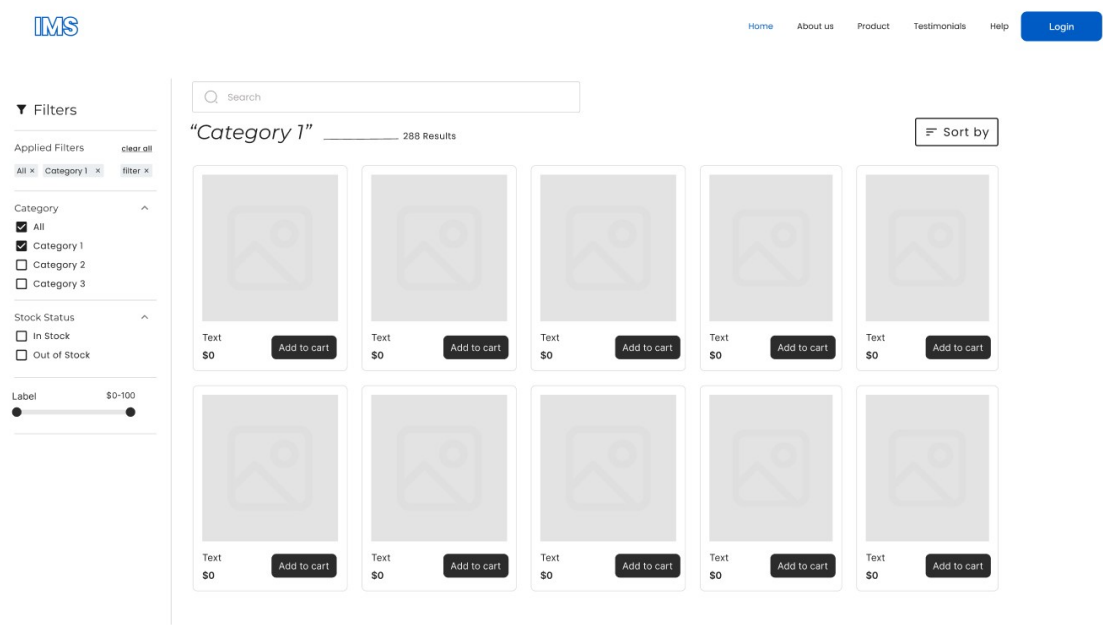 IMS
Home About us Product Testimonials Help Login
Filters
Applied Filters clear all
All × Category 1 × filter ×
Category
All
Category 1
Category 2
Category 3
Stock Status
In Stock
Out of Stock
Label $0-100
Search
“Category 1” 288 Results
Sort by
Text Text Text Text Text
Add to cart Add to cart Add to cart Add to cart Add to cart
$0 $0 $0 $0 $0
Text Text Text Text Text
Add to cart Add to cart Add to cart Add to cart Add to cart
$0 $0 $0 $0 $0